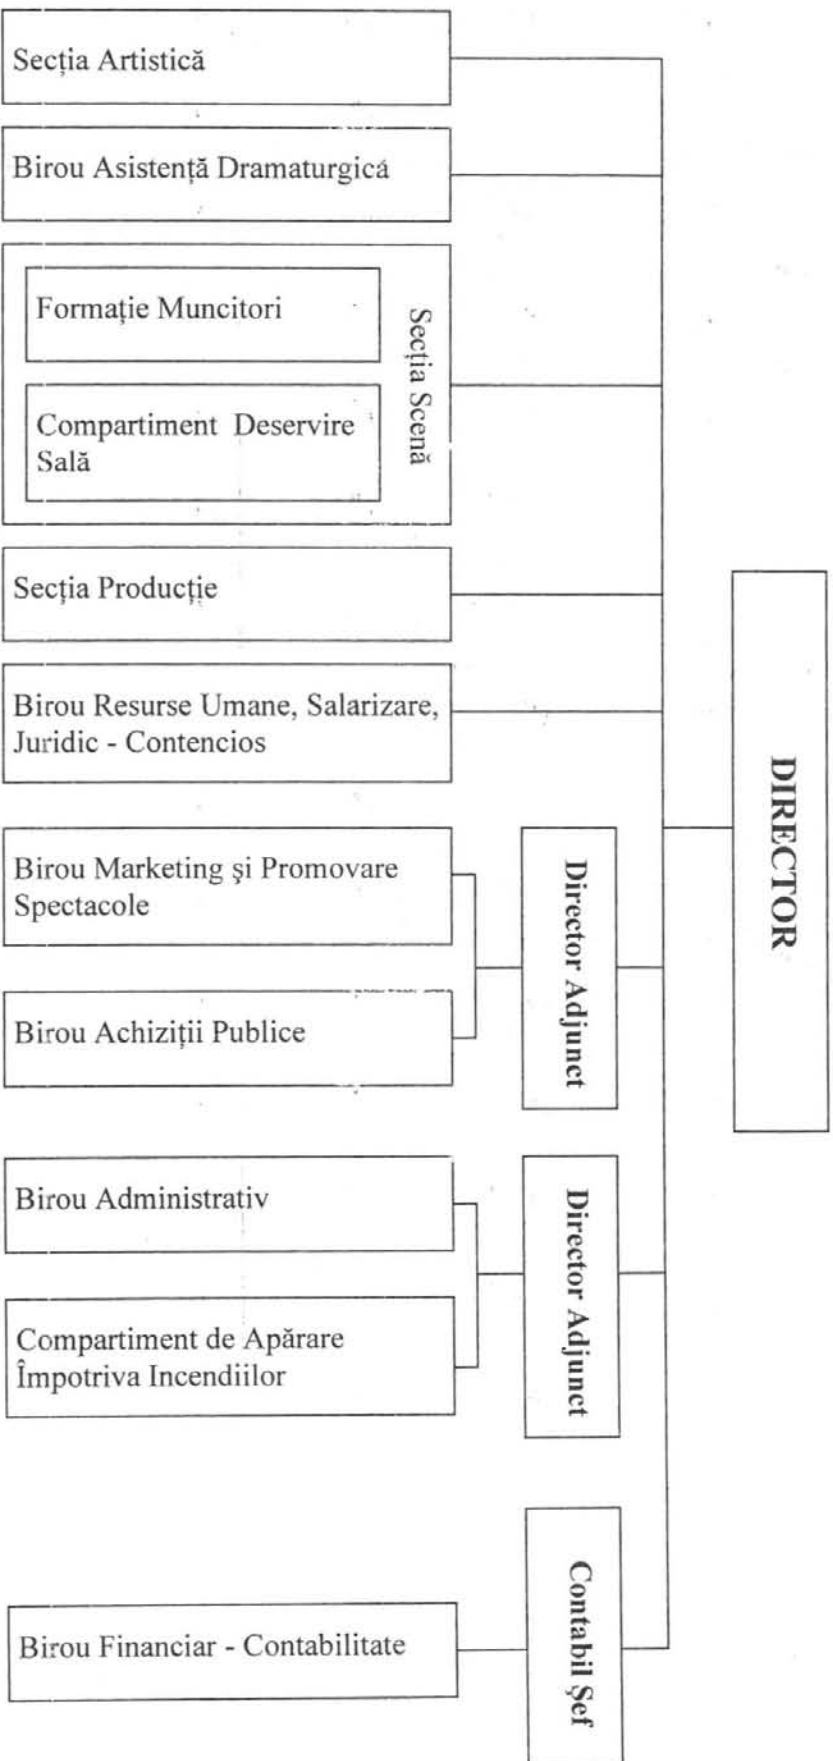 Secția Artistică
Birou Asistență Dramaturgică
Formație Muncitori
Compartiment Deservire
Sală
Secția Scenă
Secția Producție
Birou Resurse Umane, Salarizare,
Juridic - Contencios
DIRECTOR
Birou Marketing și Promovare
Spectacole
Birou Achiziții Publice
Director Adjunct
Birou Administrativ
Compartiment de Apărare
Împotriva Incendiilor
Director Adjunct
Birou Financiar - Contabilitate
Contabil Șef